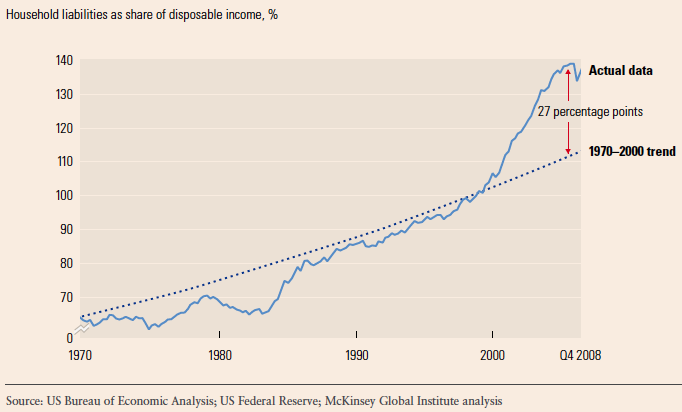 Household liabilities as share of disposable income, %
140
Actual data
130
27 percentage points
120
1970–2000 trend
110
100
90
80
70
0
1970
1980
1990
2000
Q4 2008
Source: US Bureau of Economic Analysis; US Federal Reserve; McKinsey Global Institute analysis